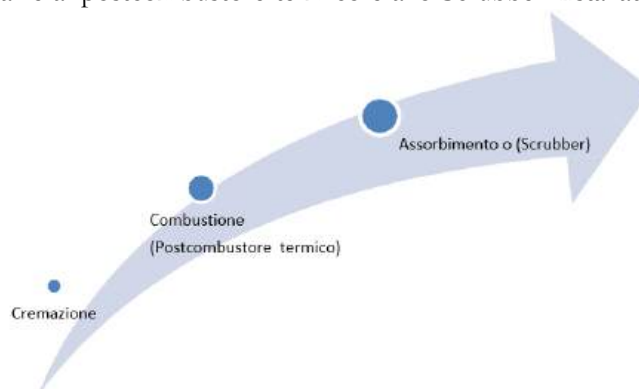 Assorbimento o (Scrubber)
Combustione
(Postcombustore termico)
Cremazione